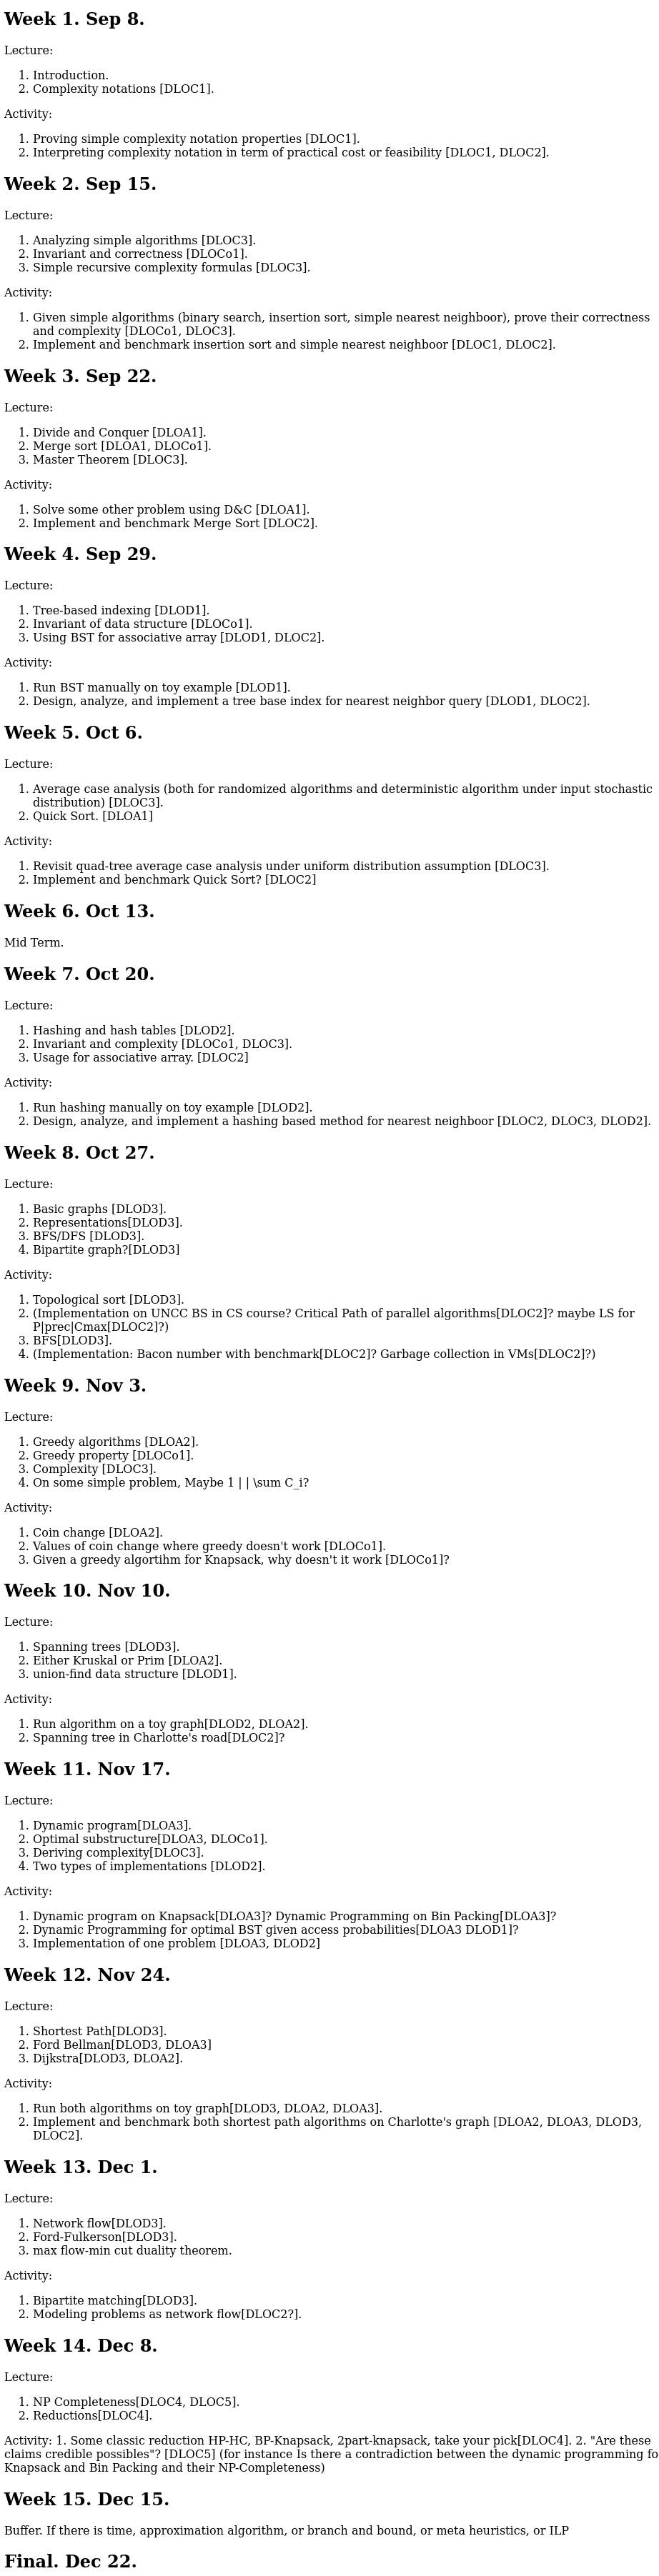 Week 1. Sep 8.
Lecture:
1. Introduction.
2. Complexity notations [DLOC1].
Activity:
1. Proving simple complexity notation properties [DLOC1].
2. Interpreting complexity notation in term of practical cost or feasibility [DLOC1, DLOC2].
Week 2. Sep 15.
Lecture:
1. Analyzing simple algorithms [DLOC3].
2. Invariant and correctness [DLOCo1].
3. Simple recursive complexity formulas [DLOC3].
Activity:
1. Given simple algorithms (binary search, insertion sort, simple nearest neighboor), prove their correctness
and complexity [DLOCo1, DLOC3].
2. Implement and benchmark insertion sort and simple nearest neighboor [DLOC1, DLOC2].
Week 3. Sep 22.
Lecture:
1. Divide and Conquer [DLOA1].
2. Merge sort [DLOA1, DLOCo1].
3. Master Theorem [DLOC3].
Activity:
1. Solve some other problem using D&C [DLOA1].
2. Implement and benchmark Merge Sort [DLOC2].
Week 4. Sep 29.
Lecture:
1. Tree-based indexing [DLOD1].
2. Invariant of data structure [DLOCo1].
3. Using BST for associative array [DLOD1, DLOC2].
Activity:
1. Run BST manually on toy example [DLOD1].
2. Design, analyze, and implement a tree base index for nearest neighbor query [DLOD1, DLOC2].
Week 5. Oct 6.
Lecture:
1. Average case analysis (both for randomized algorithms and deterministic algorithm under input stochastic
distribution) [DLOC3].
2. Quick Sort. [DLOA1]
Activity:
1. Revisit quad-tree average case analysis under uniform distribution assumption [DLOC3].
2. Implement and benchmark Quick Sort? [DLOC2]
Week 6. Oct 13.
Mid Term.
Week 7. Oct 20.
Lecture:
1. Hashing and hash tables [DLOD2].
2. Invariant and complexity [DLOCo1, DLOC3].
3. Usage for associative array. [DLOC2]
Activity:
1. Run hashing manually on toy example [DLOD2].
2. Design, analyze, and implement a hashing based method for nearest neighboor [DLOC2, DLOC3, DLOD2].
Week 8. Oct 27.
Lecture:
1. Basic graphs [DLOD3].
2. Representations[DLOD3].
3. BFS/DFS [DLOD3].
4. Bipartite graph?[DLOD3]
Activity:
1. Topological sort [DLOD3].
2. (Implementation on UNCC BS in CS course? Critical Path of parallel algorithms[DLOC2]? maybe LS for
P|prec|Cmax[DLOC2]?)
3. BFS[DLOD3].
4. (Implementation: Bacon number with benchmark[DLOC2]? Garbage collection in VMs[DLOC2]?)
Week 9. Nov 3.
Lecture:
1. Greedy algorithms [DLOA2].
2. Greedy property [DLOCo1].
3. Complexity [DLOC3].
4. On some simple problem, Maybe 1 | | \sum C_i?
Activity:
1. Coin change [DLOA2].
2. Values of coin change where greedy doesn't work [DLOCo1].
3. Given a greedy algortihm for Knapsack, why doesn't it work [DLOCo1]?
Week 10. Nov 10.
Lecture:
1. Spanning trees [DLOD3].
2. Either Kruskal or Prim [DLOA2].
3. union-find data structure [DLOD1].
Activity:
1. Run algorithm on a toy graph[DLOD2, DLOA2].
2. Spanning tree in Charlotte's road[DLOC2]?
Week 11. Nov 17.
Lecture:
1. Dynamic program[DLOA3].
2. Optimal substructure[DLOA3, DLOCo1].
3. Deriving complexity[DLOC3].
4. Two types of implementations [DLOD2].
Activity:
1. Dynamic program on Knapsack[DLOA3]? Dynamic Programming on Bin Packing[DLOA3]?
2. Dynamic Programming for optimal BST given access probabilities[DLOA3 DLOD1]?
3. Implementation of one problem [DLOA3, DLOD2]
Week 12. Nov 24.
Lecture:
1. Shortest Path[DLOD3].
2. Ford Bellman[DLOD3, DLOA3]
3. Dijkstra[DLOD3, DLOA2].
Activity:
1. Run both algorithms on toy graph[DLOD3, DLOA2, DLOA3].
2. Implement and benchmark both shortest path algorithms on Charlotte's graph [DLOA2, DLOA3, DLOD3,
DLOC2].
Week 13. Dec 1.
Lecture:
1. Network flow[DLOD3].
2. Ford-Fulkerson[DLOD3].
3. max flow-min cut duality theorem.
Activity:
1. Bipartite matching[DLOD3].
2. Modeling problems as network flow[DLOC2?].
Week 14. Dec 8.
Lecture:
1. NP Completeness[DLOC4, DLOC5].
2. Reductions[DLOC4].
Activity: 1. Some classic reduction HP-HC, BP-Knapsack, 2part-knapsack, take your pick[DLOC4]. 2. "Are these
claims credible possibles"? [DLOC5] (for instance Is there a contradiction between the dynamic programming fo
Knapsack and Bin Packing and their NP-Completeness)
Week 15. Dec 15.
Buffer. If there is time, approximation algorithm, or branch and bound, or meta heuristics, or ILP
Final. Dec 22.